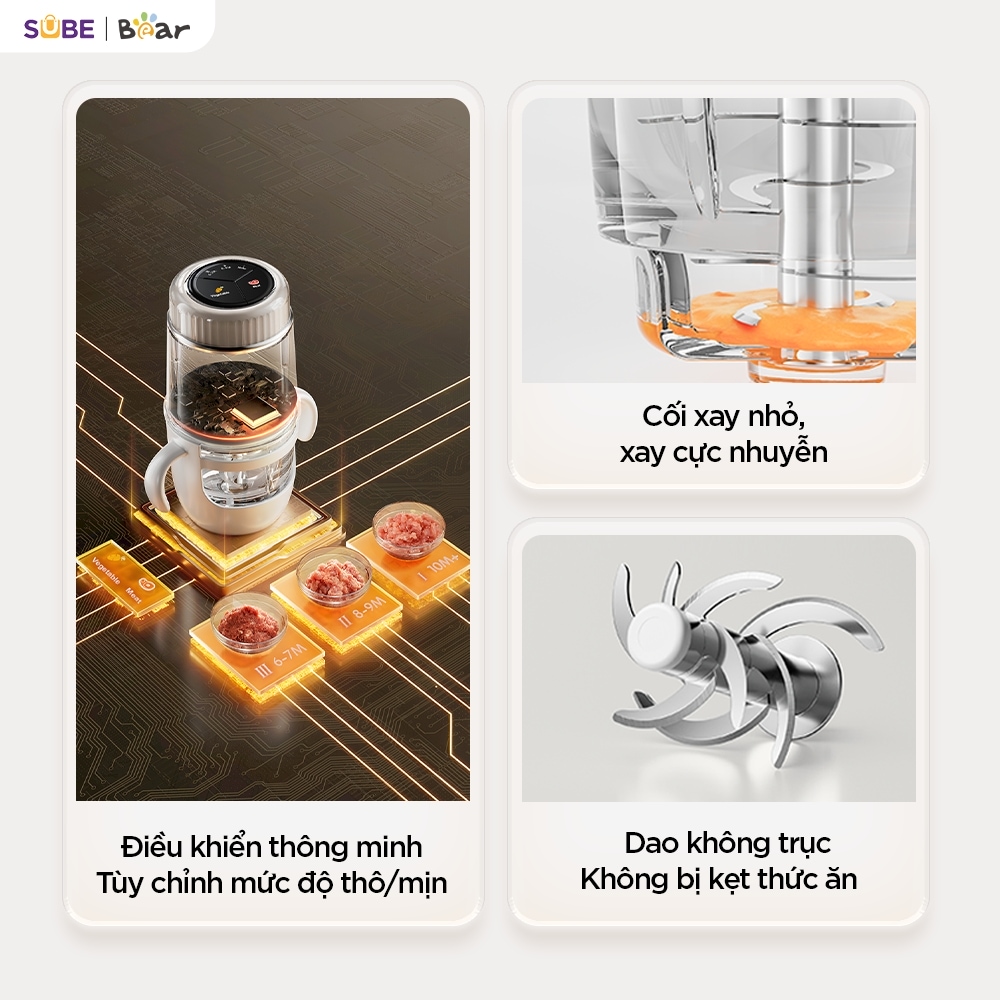 SUBE | Bear
Vegetable Meat
I 10M+
II 8-9M
III 6-7M
Điều khiển thông minh
Tùy chỉnh mức độ thô/mịn
Cối xay nhỏ,
xay cực nhuyễn
Dao không trục
Không bị kẹt thức ăn